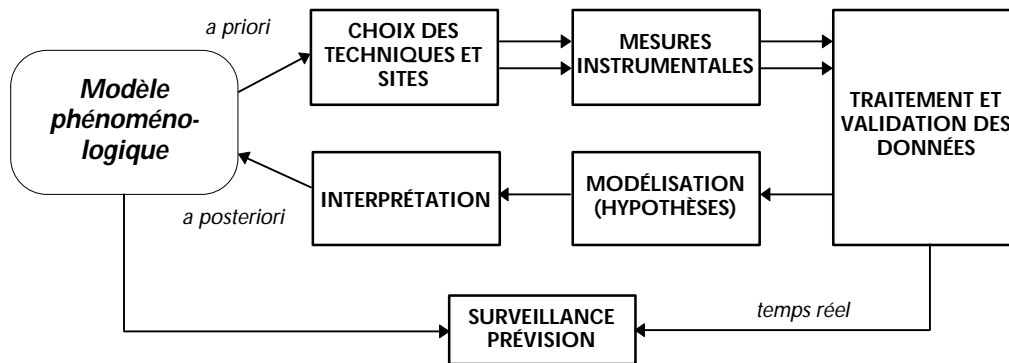 a priori
CHOIX DES
TECHNIQUES ET
SITES
MESURES
INSTRUMENTALES
Modèle
phénoméno-
logique
TRAITEMENT ET
VALIDATION DES
DONNÉES
INTERPRÉTATION
MODÉLISATION
(HYPOTHÈSES)
a posteriori
SURVEILLANCE
PRÉVISION
temps réel